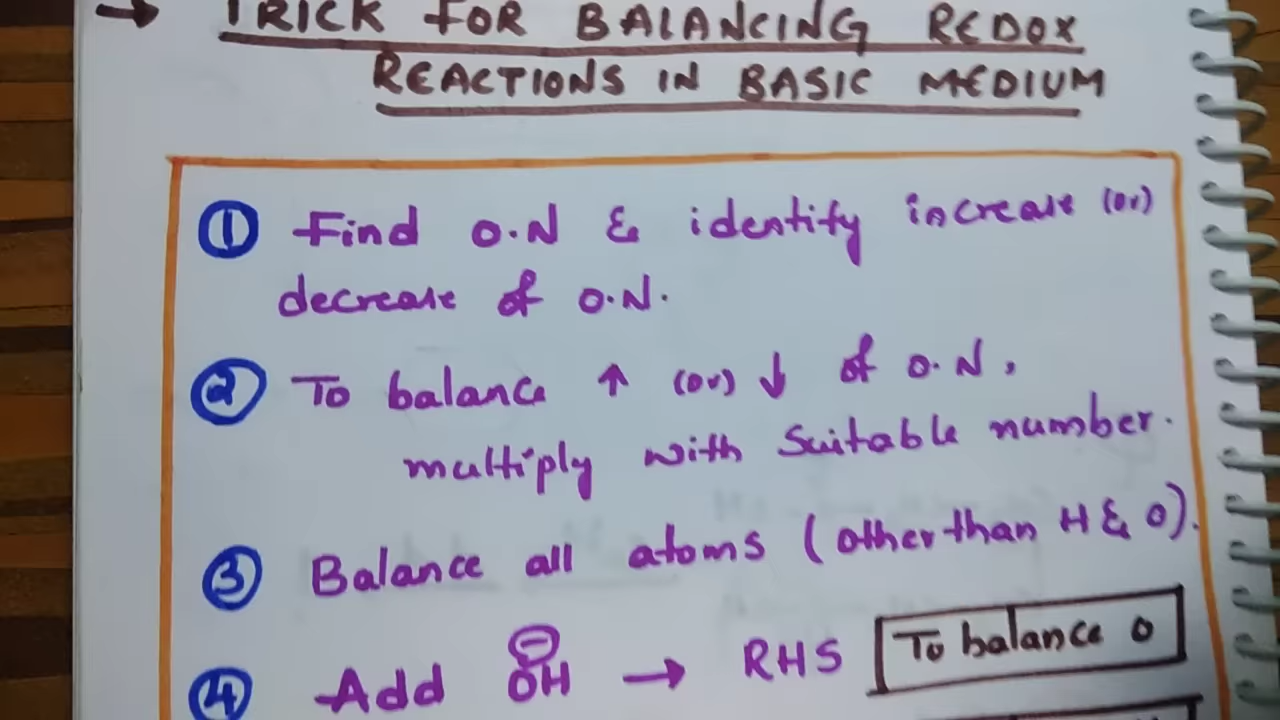 → TRICK FOR BALANCING REDOX
REACTIONS IN BASIC MEDIUM
① Find O.N & identify increase (or)
decrease of O.N.
② To balance ↑ (or) ↓ of O.N,
multiply with suitable number.
③ Balance all atoms (other than H & O).
④ Add ⊖OH → RHS To balance O